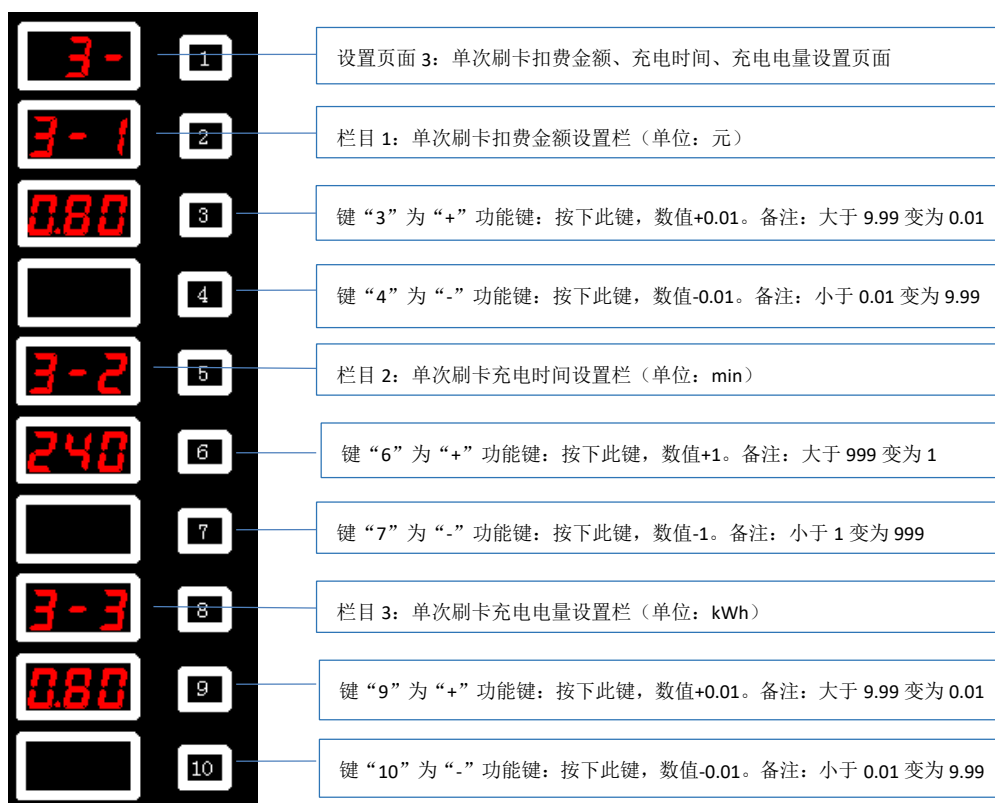 3-
1
设置页面 3：单次刷卡扣费金额、充电时间、充电电量设置页面
3-1
2
栏目 1：单次刷卡扣费金额设置栏（单位：元）
0.80
3
键“3”为“+”功能键：按下此键，数值+0.01。备注：大于 9.99 变为 0.01
4
键“4”为“-”功能键：按下此键，数值-0.01。备注：小于 0.01 变为 9.99
3-2
5
栏目 2：单次刷卡充电时间设置栏（单位：min）
240
6
键“6”为“+”功能键：按下此键，数值+1。备注：大于 999 变为 1
7
键“7”为“-”功能键：按下此键，数值-1。备注：小于 1 变为 999
3-3
8
栏目 3：单次刷卡充电电量设置栏（单位：kWh）
0.80
9
键“9”为“+”功能键：按下此键，数值+0.01。备注：大于 9.99 变为 0.01
10
键“10”为“-”功能键：按下此键，数值-0.01。备注：小于 0.01 变为 9.99